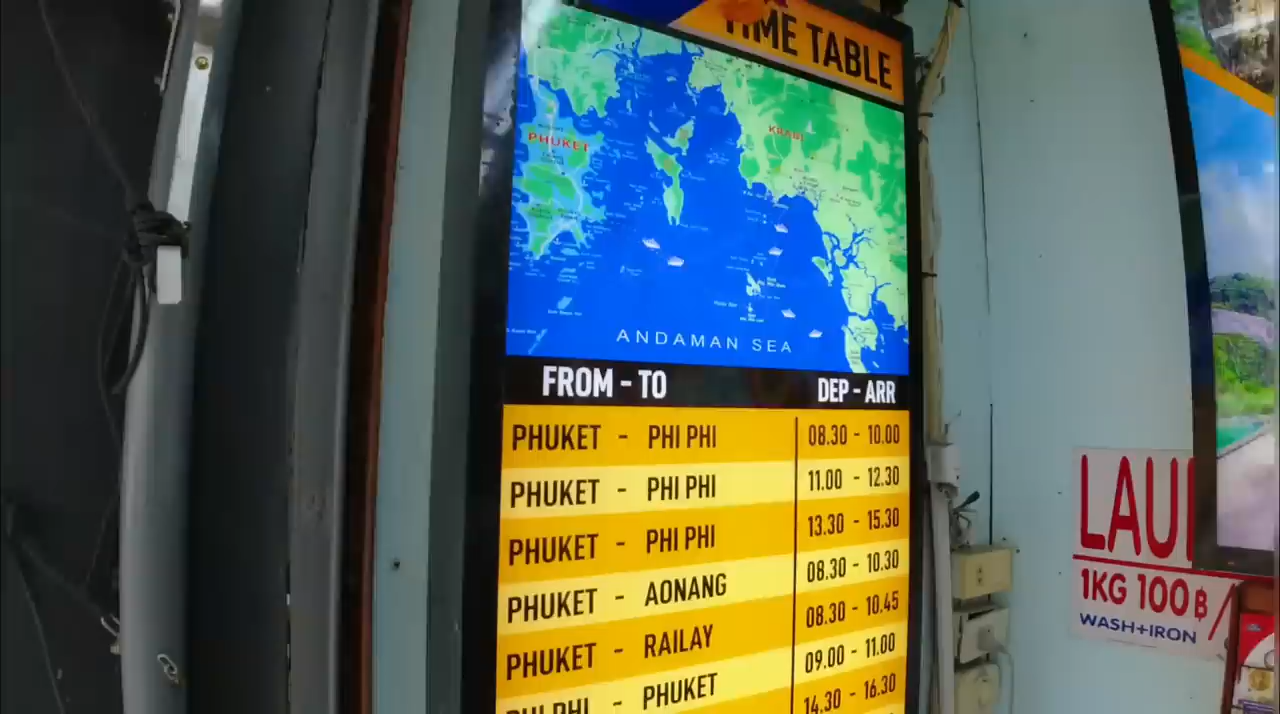 TIME TABLE
PHUKET
KRABI
ANDAMAN SEA
FROM - TO DEP - ARR
PHUKET - PHI PHI 08.30 - 10.00
PHUKET - PHI PHI 11.00 - 12.30
PHUKET - PHI PHI 13.30 - 15.30
PHUKET - AONANG 08.30 - 10.30
PHUKET - RAILAY 08.30 - 10.45
PHI PHI - PHUKET 09.00 - 11.00
14.30 - 16.30
LAU
1KG 100฿/
WASH+IRON